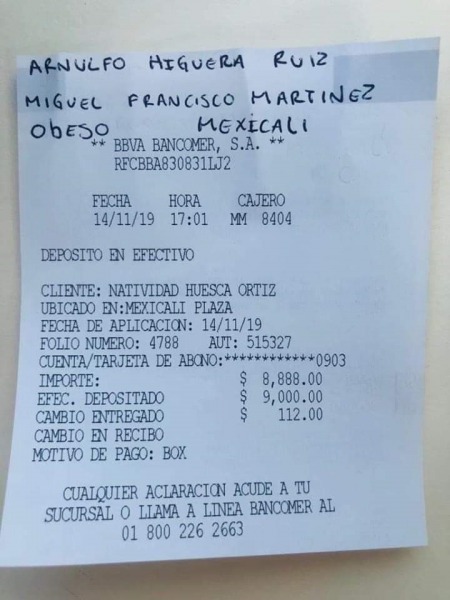 ARNULFO HIGUERA RUIZ
MIGUEL FRANCISCO MARTINEZ
ObESO MEXICALI
** BBVA BANCOMER, S.A. **
RFCBBA830831LJ2
FECHA HORA CAJERO
14/11/19 17:01 MM 8404
DEPOSITO EN EFECTIVO
CLIENTE: NATIVIDAD HUESCA ORTIZ
UBICADO EN:MEXICALI PLAZA
FECHA DE APLICACION: 14/11/19
FOLIO NUMERO: 4788 AUT: 515327
CUENTA/TARJETA DE ABONO:************0903
IMPORTE: $ 8,888.00
EFEC. DEPOSITADO $ 9,000.00
CAMBIO ENTREGADO $ 112.00
CAMBIO EN RECIBO
MOTIVO DE PAGO: BOX
CUALQUIER ACLARACION ACUDE A TU
SUCURSAL O LLAMA A LINEA BANCOMER AL
01 800 226 2663